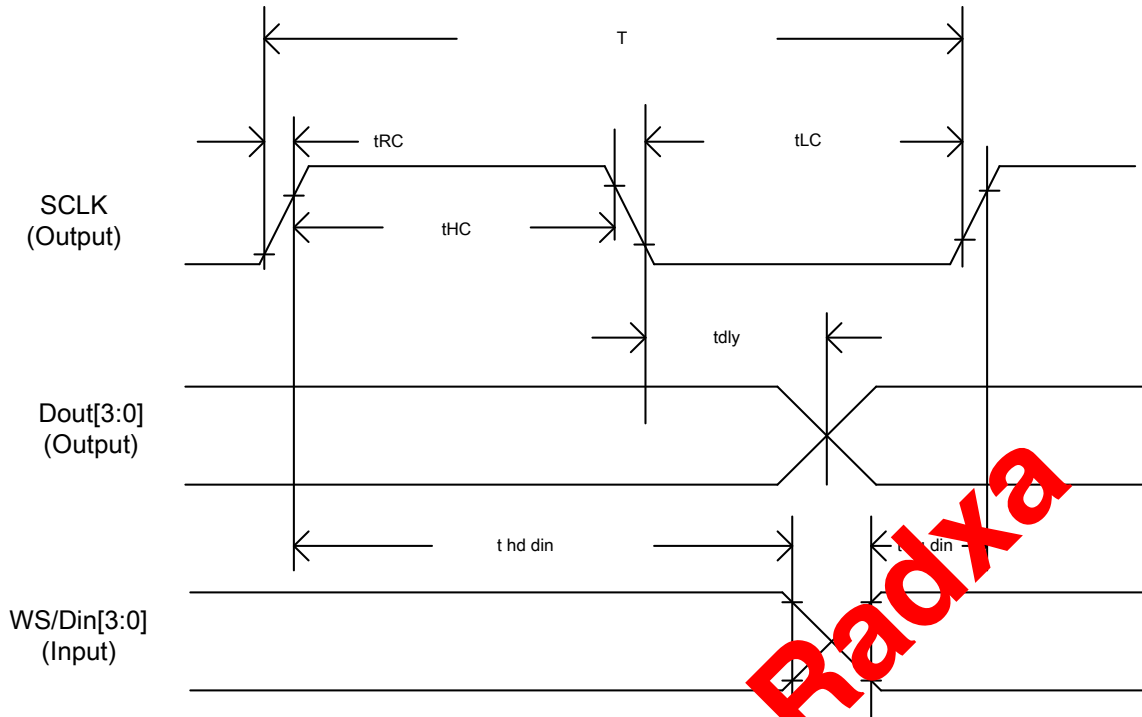 T
tRC
tLC
SCLK
(Output)
tHC
tdly
Dout[3:0]
(Output)
t hd din
din
WS/Din[3:0]
(Input)
Radxa